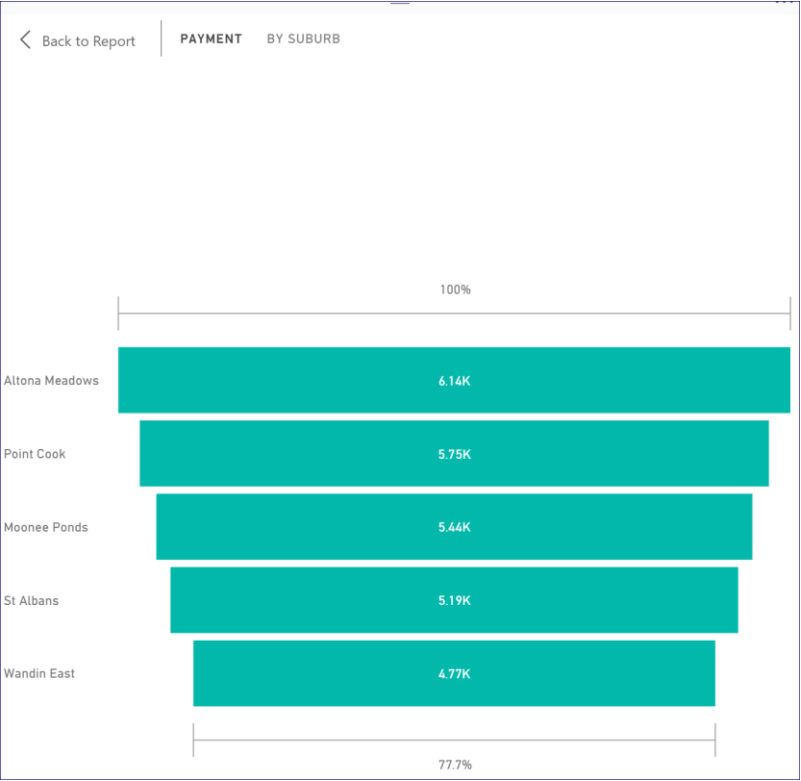 Back to Report PAYMENT BY SUBURB
100%
Altona Meadows 6.14K
Point Cook 5.75K
Moonee Ponds 5.44K
St Albans 5.19K
Wandin East 4.77K
77.7%